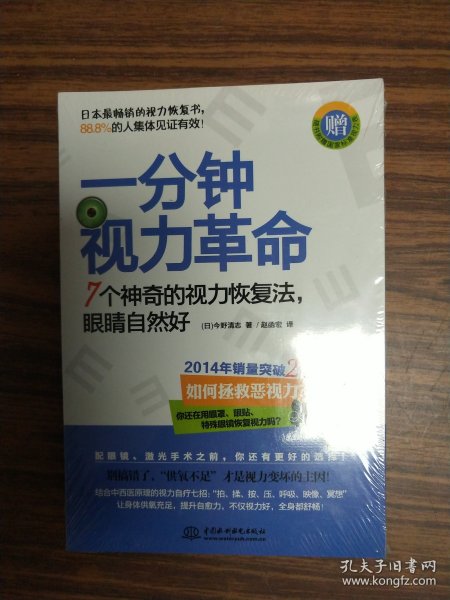 日本最畅销的视力恢复书,
88.8%的人集体见证有效!
赠
一分钟
视力革命
7个神奇的视力恢复法,
眼睛自然好
(日)今野清志 著/赵函宏 译
2014年销量突破2
如何拯救恶视力
你还在用眼罩、眼贴、
特殊眼镜恢复视力吗?
配眼镜、激光手术之前,你还有更好的选择!
别搞错了,“供氧不足”才是视力变坏的主因!
结合中西医原理的视力自疗七招:“拍、揉、按、压、呼吸、映像、冥想”
让身体供氧充足,提升自愈力,不仅视力好,全身都舒畅!
中国水利水电出版社
www.waterpub.com.cn
孔夫子旧书网
www.kongfz.com